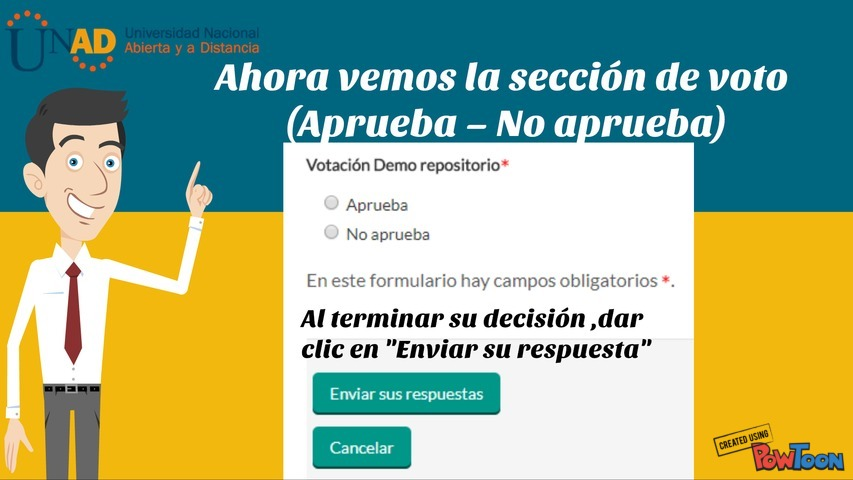 UNAD Universidad Nacional
Abierta y a Distancia
Ahora vemos la sección de voto
(Aprueba – No aprueba)
Votación Demo repositorio*
Aprueba
No aprueba
En este formulario hay campos obligatorios *.
Al terminar su decisión ,dar
clic en "Enviar su respuesta"
Enviar sus respuestas
Cancelar
CREATED USING
POWTOON